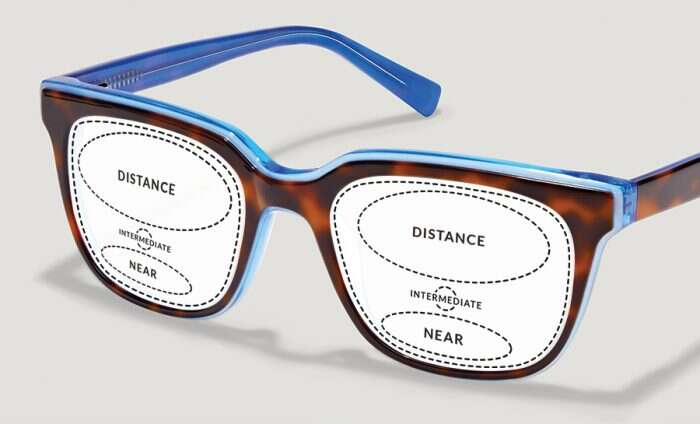 DISTANCE
INTERMEDIATE
NEAR
DISTANCE
INTERMEDIATE
NEAR